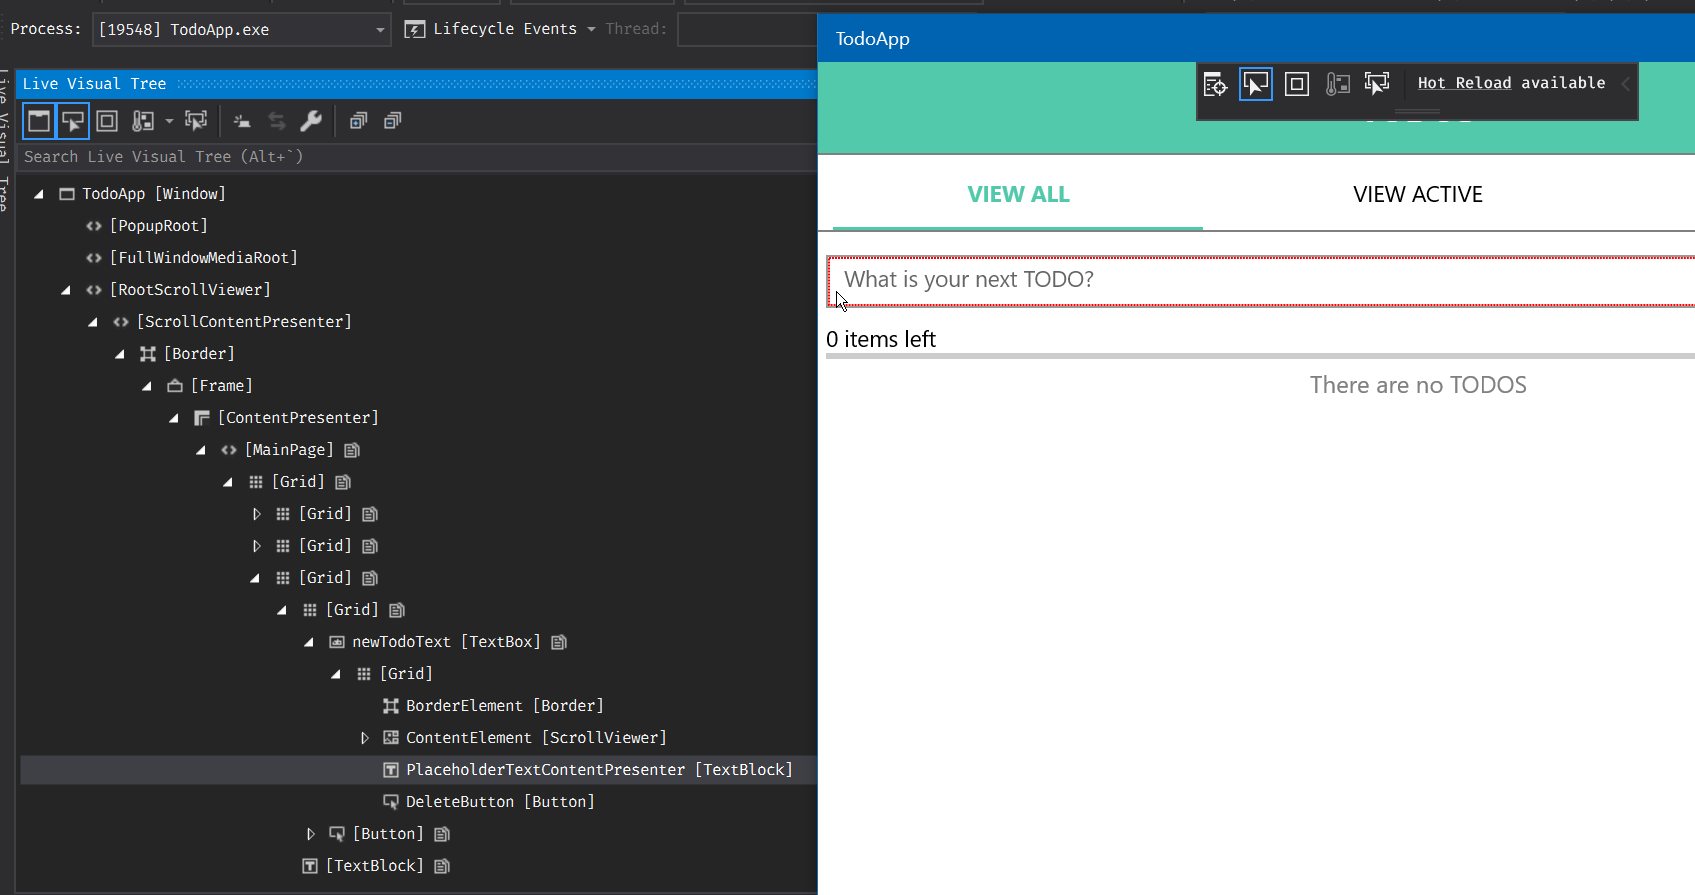 Process:
[19548] TodoApp.exe
Lifecycle Events
Thread:
Live Visual Tree
Live Visual Tree
Search Live Visual Tree (Alt+`)
TodoApp [Window]
[PopupRoot]
[FullWindowMediaRoot]
[RootScrollViewer]
[ScrollContentPresenter]
[Border]
[Frame]
[ContentPresenter]
[MainPage]
[Grid]
[Grid]
[Grid]
[Grid]
[Grid]
newTodoText [TextBox]
[Grid]
BorderElement [Border]
ContentElement [ScrollViewer]
PlaceholderTextContentPresenter [TextBlock]
DeleteButton [Button]
[Button]
[TextBlock]
TodoApp
Hot Reload available
VIEW ALL
VIEW ACTIVE
What is your next TODO?
0 items left
There are no TODOS